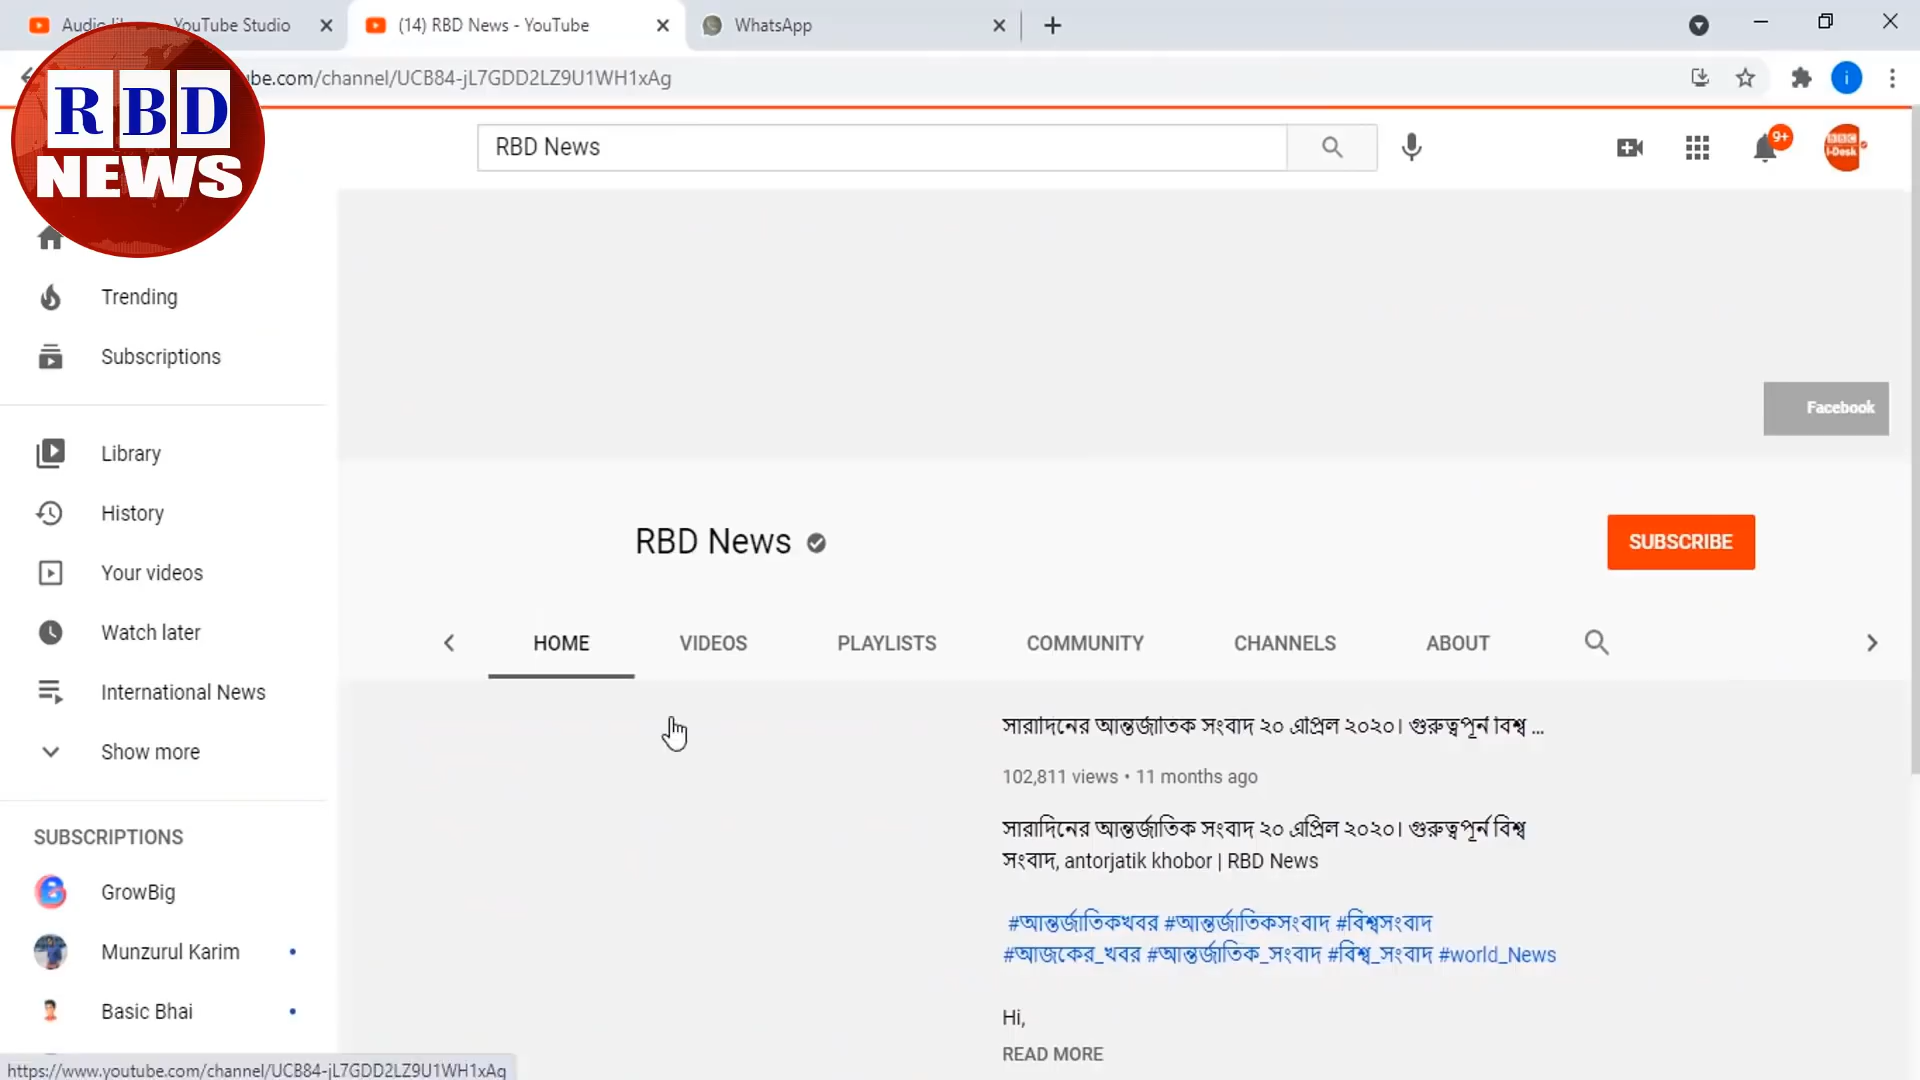 YouTube Studio
(14) RBD News - YouTube
WhatsApp
be.com/channel/UCB84-jL7GDD2LZ9U1WH1xAg
i
RBD
NEWS
RBD News
9+
BBC
i-Desk
Trending
Subscriptions
Facebook
Library
History
RBD News
SUBSCRIBE
Your videos
Watch later
HOME
VIDEOS
PLAYLISTS
COMMUNITY
CHANNELS
ABOUT
International News
Show more
সারাদিনের আন্তর্জাতিক সংবাদ ২০ এপ্রিল ২০২০। গুরুত্বপূর্ন বিশ্ব ...
102,811 views • 11 months ago
সারাদিনের আন্তর্জাতিক সংবাদ ২০ এপ্রিল ২০২০। গুরুত্বপূর্ন বিশ্ব
সংবাদ, antorjatik khobor | RBD News
#আন্তর্জাতিকখবর #আন্তর্জাতিকসংবাদ #বিশ্বসংবাদ
#আজকের_খবর #আন্তর্জাতিক_সংবাদ #বিশ্ব_সংবাদ #world_News
Hi,
READ MORE
SUBSCRIPTIONS
GrowBig
Munzurul Karim
Basic Bhai
https://www.youtube.com/channel/UCB84-jL7GDD2LZ9U1WH1xAg